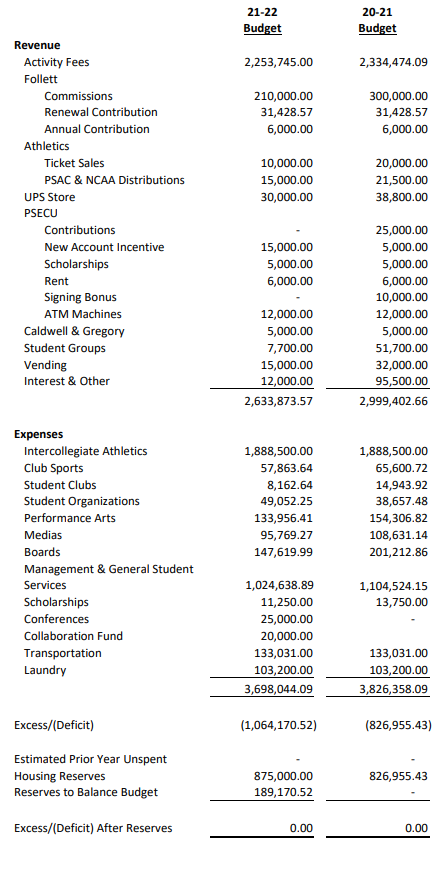 21-22 20-21
Budget Budget
Revenue
Activity Fees 2,253,745.00 2,334,474.09
Follett
Commissions 210,000.00 300,000.00
Renewal Contribution 31,428.57 31,428.57
Annual Contribution 6,000.00 6,000.00
Athletics
Ticket Sales 10,000.00 20,000.00
PSAC & NCAA Distributions 15,000.00 21,500.00
UPS Store 30,000.00 38,800.00
PSECU
Contributions - 25,000.00
New Account Incentive 15,000.00 5,000.00
Scholarships 5,000.00 5,000.00
Rent 6,000.00 6,000.00
Signing Bonus - 10,000.00
ATM Machines 12,000.00 12,000.00
Caldwell & Gregory 5,000.00 5,000.00
Student Groups 7,700.00 51,700.00
Vending 15,000.00 32,000.00
Interest & Other 12,000.00 95,500.00
2,633,873.57 2,999,402.66
Expenses
Intercollegiate Athletics 1,888,500.00 1,888,500.00
Club Sports 57,863.64 65,600.72
Student Clubs 8,162.64 14,943.92
Student Organizations 49,052.25 38,657.48
Performance Arts 133,956.41 154,306.82
Medias 95,769.27 108,631.14
Boards 147,619.99 201,212.86
Management & General Student
Services 1,024,638.89 1,104,524.15
Scholarships 11,250.00 13,750.00
Conferences 25,000.00 -
Collaboration Fund 20,000.00
Transportation 133,031.00 133,031.00
Laundry 103,200.00 103,200.00
3,698,044.09 3,826,358.09
Excess/(Deficit) (1,064,170.52) (826,955.43)
Estimated Prior Year Unspent - -
Housing Reserves 875,000.00 826,955.43
Reserves to Balance Budget 189,170.52 -
Excess/(Deficit) After Reserves 0.00 0.00